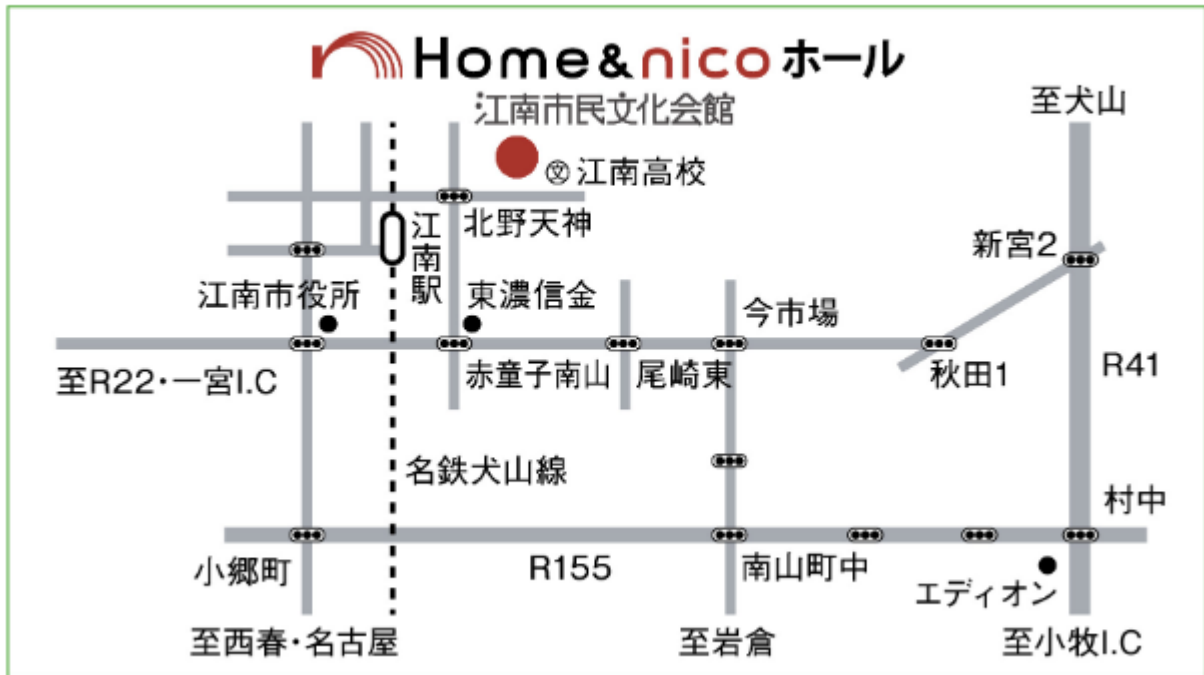 Home&nicoホール
江南市民文化会館
至犬山
㊛江南高校
北野天神
江南駅
新宮2
江南市役所
東濃信金
今市場
至R22・一宮I.C
赤童子南山
尾崎東
秋田1
R41
名鉄犬山線
村中
小郷町
R155
南山町中
エディオン
至西春・名古屋
至岩倉
至小牧I.C